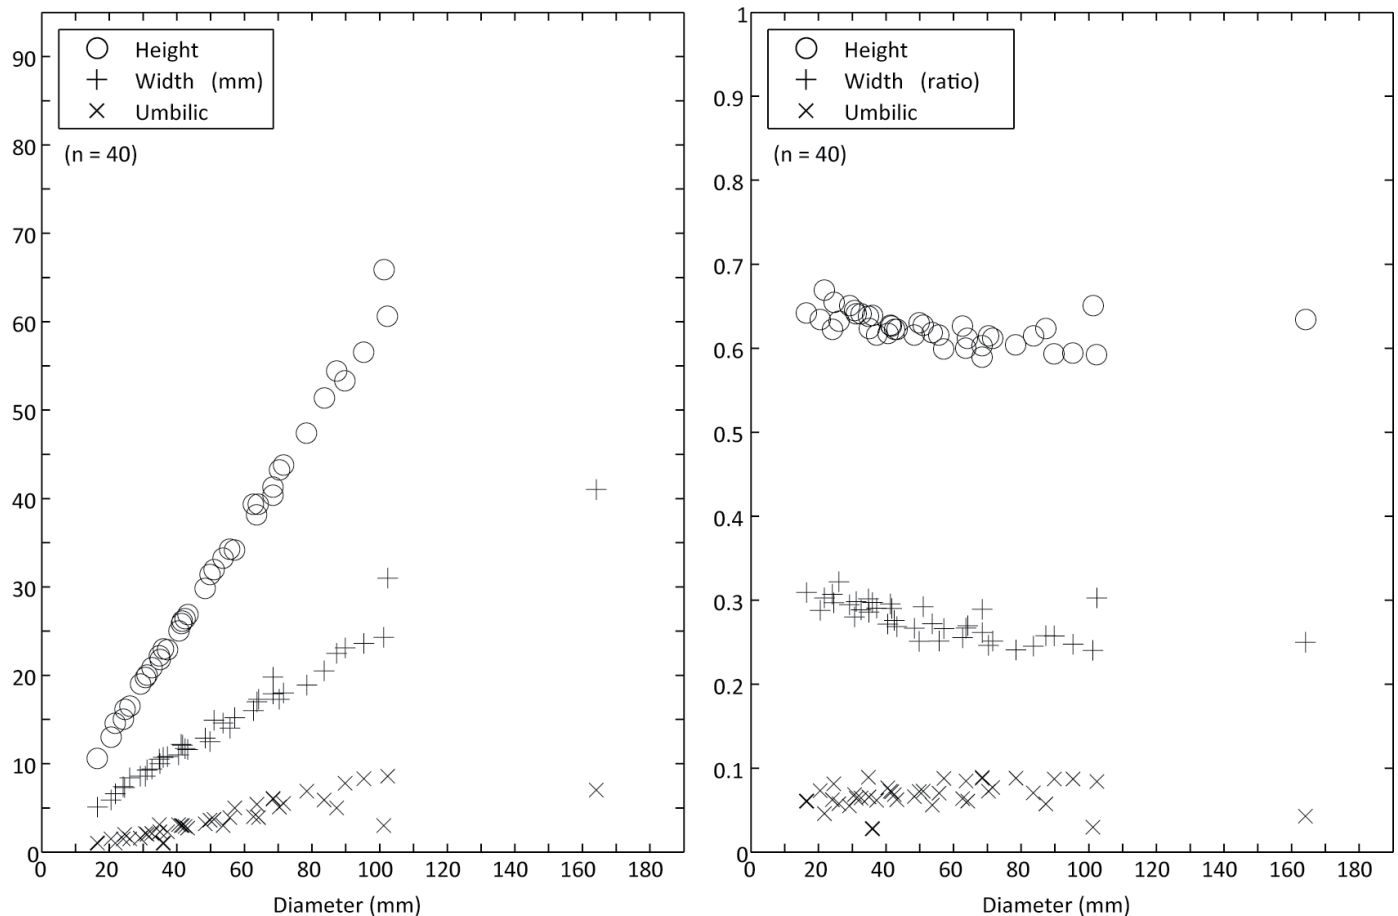 Height
Width (mm)
Umbilic
(n = 40)
90
80
70
60
50
40
30
20
10
0
0 20 40 60 80 100 120 140 160 180
Diameter (mm)
Height
Width (ratio)
Umbilic
(n = 40)
1
0.9
0.8
0.7
0.6
0.5
0.4
0.3
0.2
0.1
0
0 20 40 60 80 100 120 140 160 180
Diameter (mm)